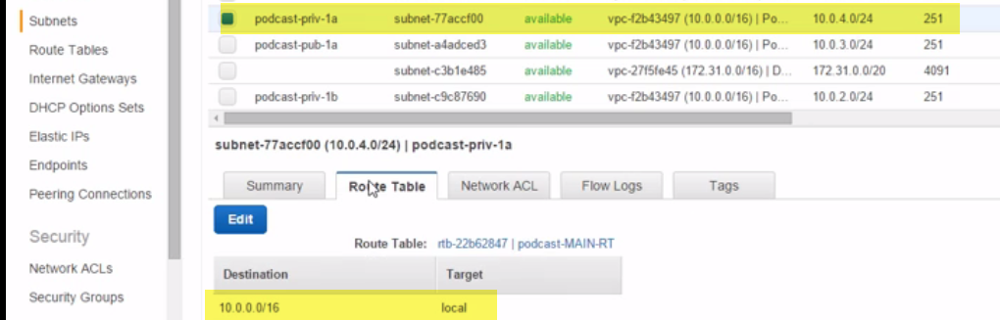 Subnets
Route Tables
Internet Gateways
DHCP Options Sets
Elastic IPs
Endpoints
Peering Connections
Security
Network ACLs
Security Groups
podcast-priv-1a subnet-77accf00 available vpc-f2b43497 (10.0.0.0/16) | Po... 10.0.4.0/24 251
podcast-pub-1a subnet-a4adced3 available vpc-f2b43497 (10.0.0.0/16) | Po... 10.0.3.0/24 251
subnet-c3b1e485 available vpc-27f5fe45 (172.31.0.0/16) | D... 172.31.0.0/20 4091
podcast-priv-1b subnet-c9c87690 available vpc-f2b43497 (10.0.0.0/16) | Po... 10.0.2.0/24 251
subnet-77accf00 (10.0.4.0/24) | podcast-priv-1a
Summary Route Table Network ACL Flow Logs Tags
Edit
Route Table: rtb-22b62847 | podcast-MAIN-RT
Destination Target
10.0.0.0/16 local